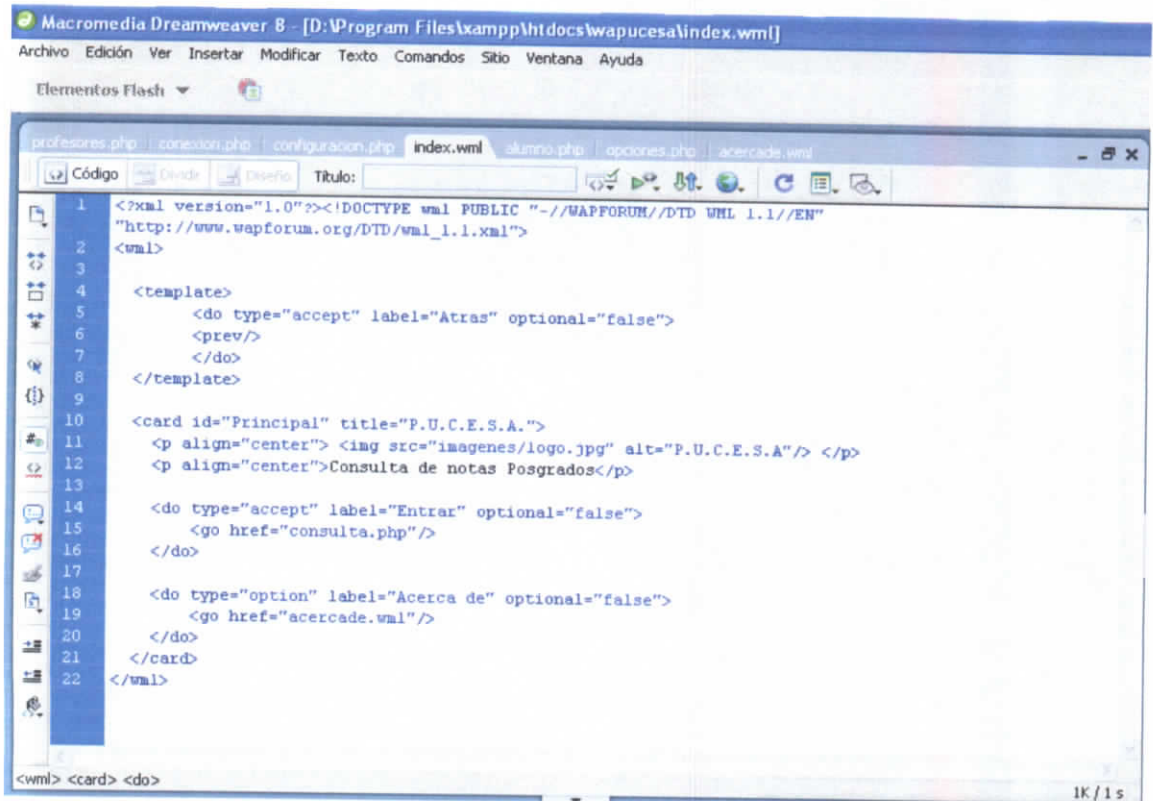 Macromedia Dreamweaver 8 - [D:\Program Files\xampp\htdocs\wapucesa\index.wml]
Archivo Edición Ver Insertar Modificar Texto Comandos Sitio Ventana Ayuda
Elementos Flash
profesores.php conexion.php configuracion.php index.wml alumno.php opciones.php acercade.wml
Código Divide Diseño Título:
1 <?xml version="1.0"?><!DOCTYPE wml PUBLIC "-//WAPFORUM//DTD WML 1.1//EN"
"http://www.wapforum.org/DTD/wml_1.1.xml">
2 <wml>
3
4 <template>
5 <do type="accept" label="Atras" optional="false">
6 <prev/>
7 </do>
8 </template>
9
10 <card id="Principal" title="P.U.C.E.S.A.">
11 <p align="center"> <img src="imagenes/logo.jpg" alt="P.U.C.E.S.A"/> </p>
12 <p align="center">Consulta de notas Posgrados</p>
13
14 <do type="accept" label="Entrar" optional="false">
15 <go href="consulta.php"/>
16 </do>
17
18 <do type="option" label="Acerca de" optional="false">
19 <go href="acercade.wml"/>
20 </do>
21 </card>
22 </wml>
<wml> <card> <do>
1K / 1 s